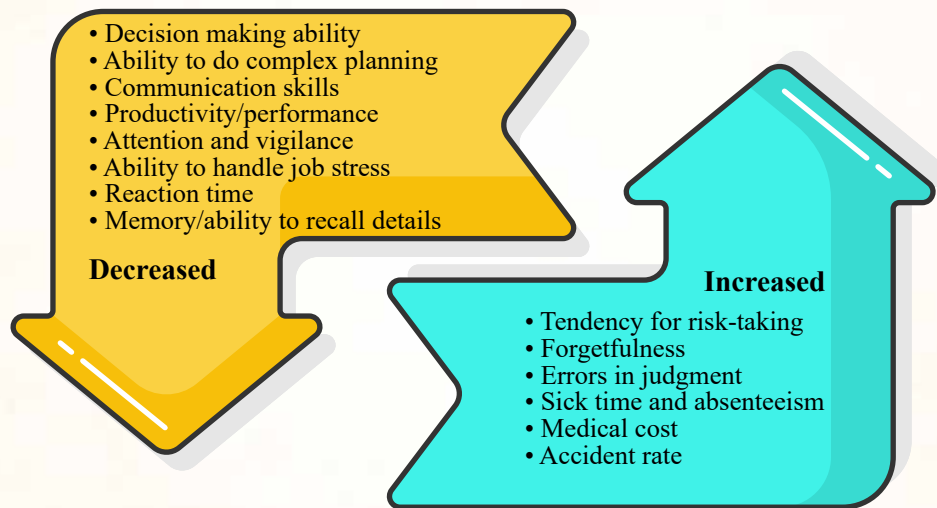 • Decision making ability
• Ability to do complex planning
• Communication skills
• Productivity/performance
• Attention and vigilance
• Ability to handle job stress
• Reaction time
• Memory/ability to recall details
Decreased
Increased
• Tendency for risk-taking
• Forgetfulness
• Errors in judgment
• Sick time and absenteeism
• Medical cost
• Accident rate